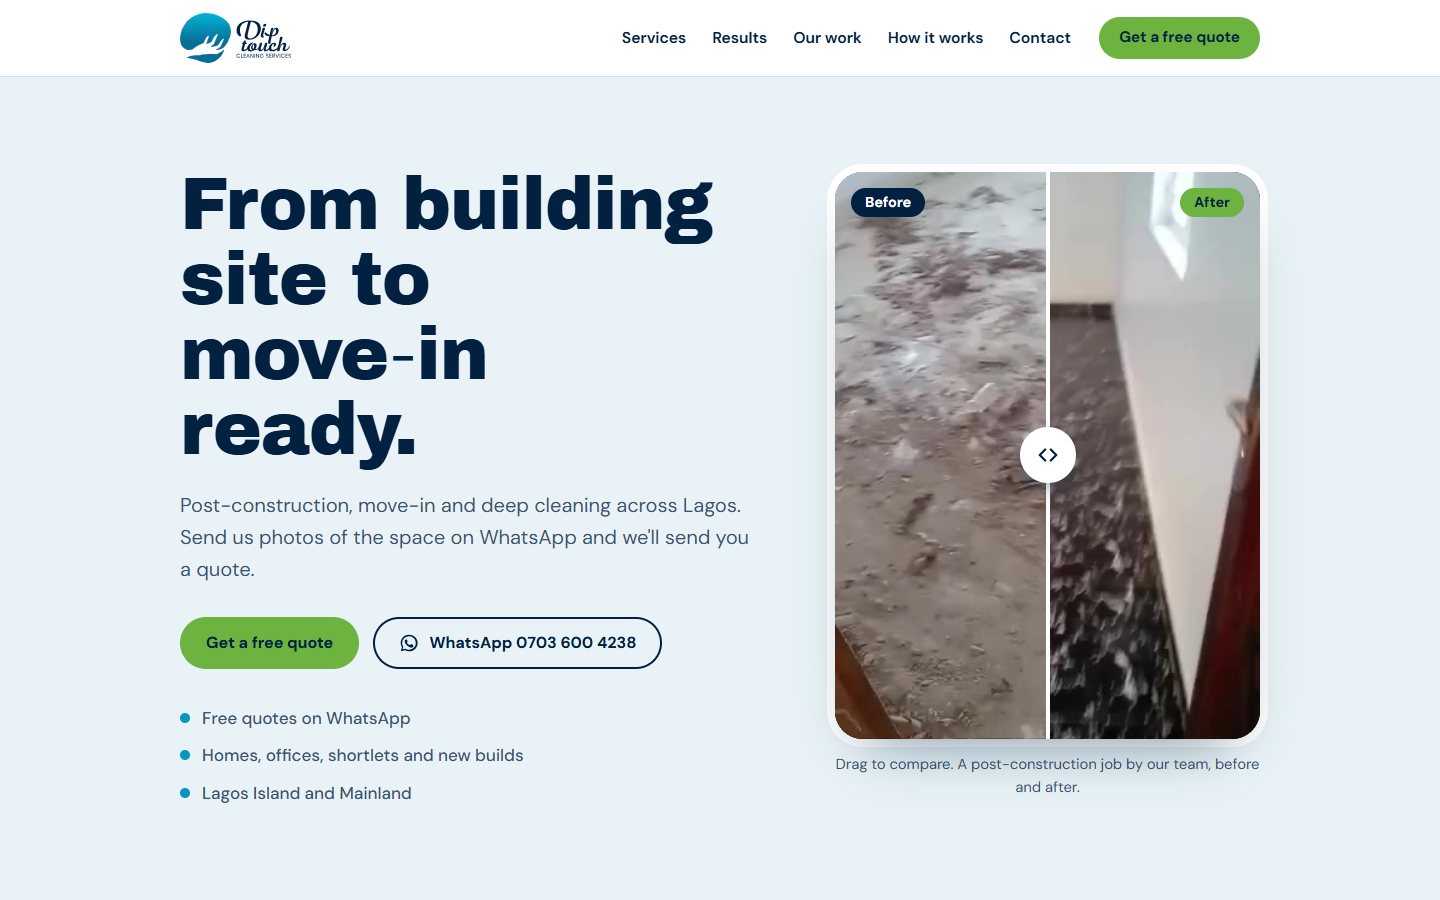 Dip
touch
CLEANING SERVICES
Services
Results
Our work
How it works
Contact
Get a free quote
From building
site to
move-in
ready.
Post-construction, move-in and deep cleaning across Lagos.
Send us photos of the space on WhatsApp and we'll send you
a quote.
Get a free quote
WhatsApp 0703 600 4238
Free quotes on WhatsApp
Homes, offices, shortlets and new builds
Lagos Island and Mainland
Before
After
Drag to compare. A post-construction job by our team, before
and after.